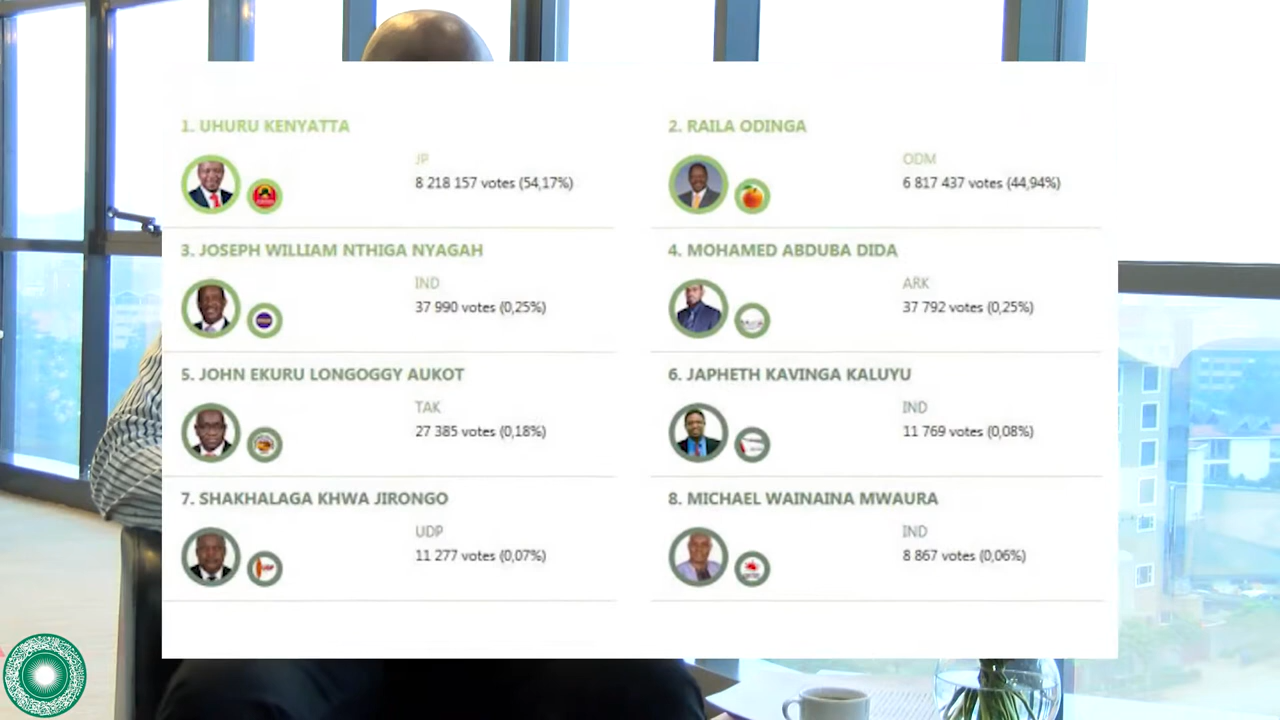 1. UHURU KENYATTA
JP
8 218 157 votes (54,17%)
2. RAILA ODINGA
ODM
6 817 437 votes (44,94%)
3. JOSEPH WILLIAM NTHIGA NYAGAH
IND
37 990 votes (0,25%)
4. MOHAMED ABDUBA DIDA
ARK
37 792 votes (0,25%)
5. JOHN EKURU LONGOGGY AUKOT
TAK
27 385 votes (0,18%)
6. JAPHETH KAVINGA KALUYU
IND
11 769 votes (0,08%)
7. SHAKHALAGA KHWA JIRONGO
UDP
11 277 votes (0,07%)
8. MICHAEL WAINAINA MWAURA
IND
8 867 votes (0,06%)